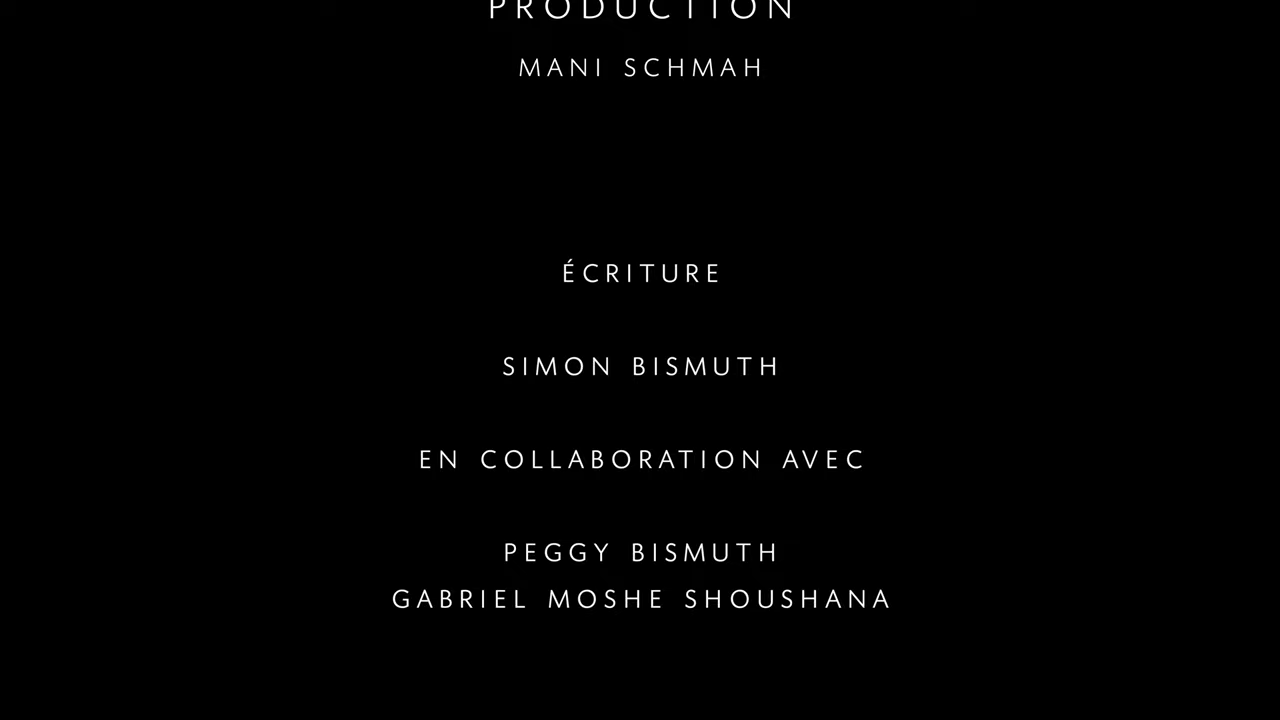 PRODUCTION
MANI SCHMAH
ÉCRITURE
SIMON BISMUTH
EN COLLABORATION AVEC
PEGGY BISMUTH
GABRIEL MOSHE SHOUSHANA